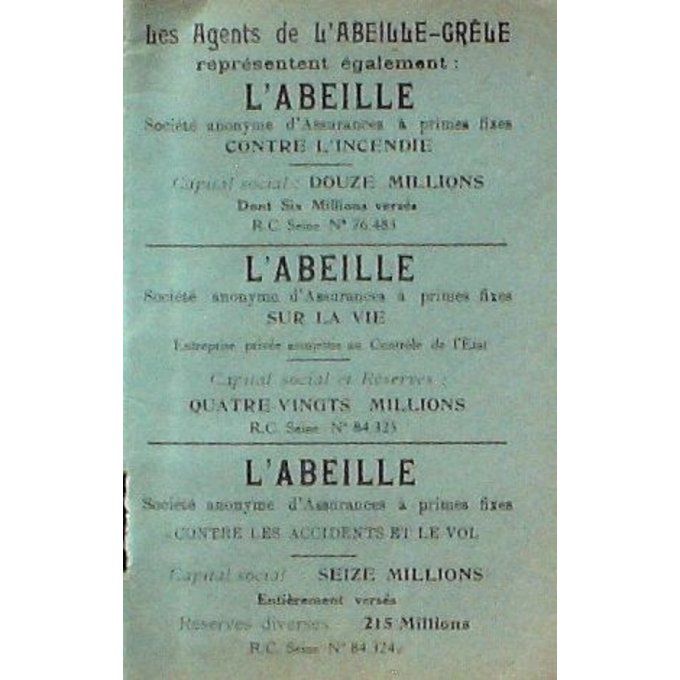 Les Agents de L'ABEILLE-GRÊLE
représentent également :
L'ABEILLE
Société anonyme d'Assurances à primes fixes
CONTRE L'INCENDIE
Capital social : DOUZE MILLIONS
Dont Six Millions versés
R.C. Seine N° 76.483
L'ABEILLE
Société anonyme d'Assurances à primes fixes
SUR LA VIE
Entreprise privée assujettie au Contrôle de l'État
Capital social et Réserves :
QUATRE-VINGTS MILLIONS
R.C. Seine N° 84.325
L'ABEILLE
Société anonyme d'Assurances à primes fixes
CONTRE LES ACCIDENTS ET LE VOL
Capital social SEIZE MILLIONS
Entièrement versés
Réserves diverses 215 Millions
R.C. Seine N° 84.324